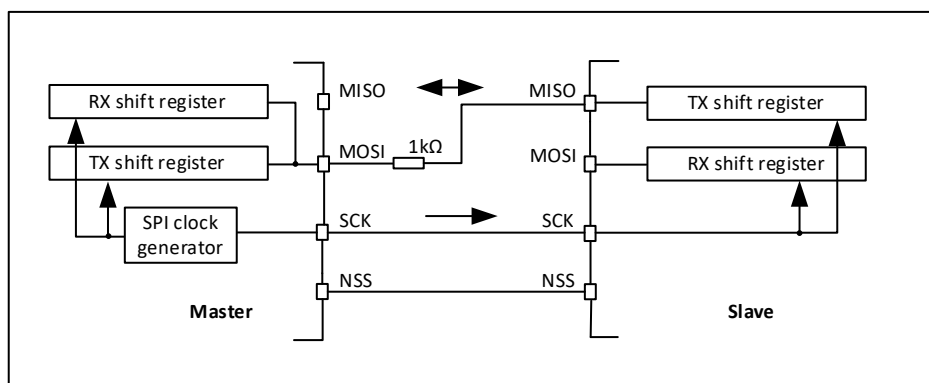 MISO
MISO
RX shift register
TX shift register
1kΩ
MOSI
MOSI
TX shift register
RX shift register
SPI clock
generator
SCK
SCK
NSS
NSS
Master
Slave